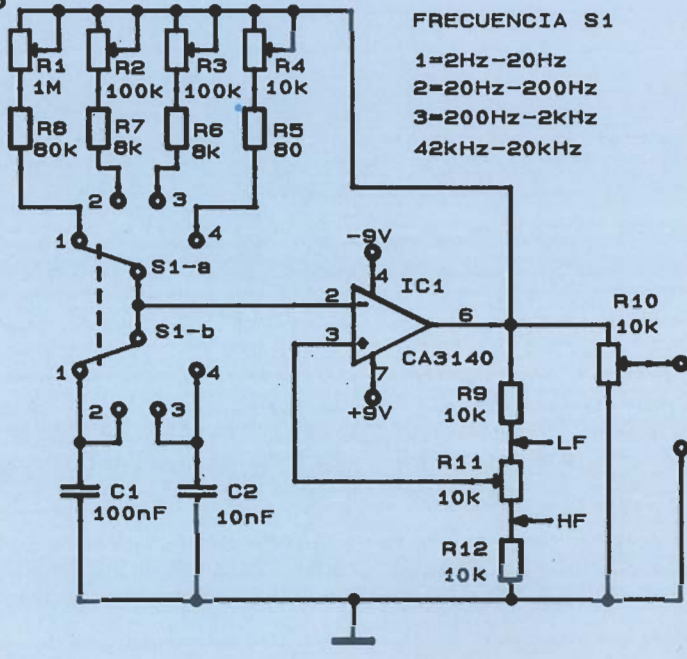 FRECUENCIA S1
1=2Hz-20Hz
2=20Hz-200Hz
3=200Hz-2kHz
42kHz-20kHz
R1
1M
R2
100k
R3
100k
R4
10k
R8
80k
R7
8k
R6
8k
R5
80
2
3
1
4
S1-a
S1-b
1
2
3
4
-9V
4
IC1
2
3
6
CA3140
7
+9V
R10
10k
R9
10k
LF
R11
10k
HF
R12
10k
C1
100nF
C2
10nF